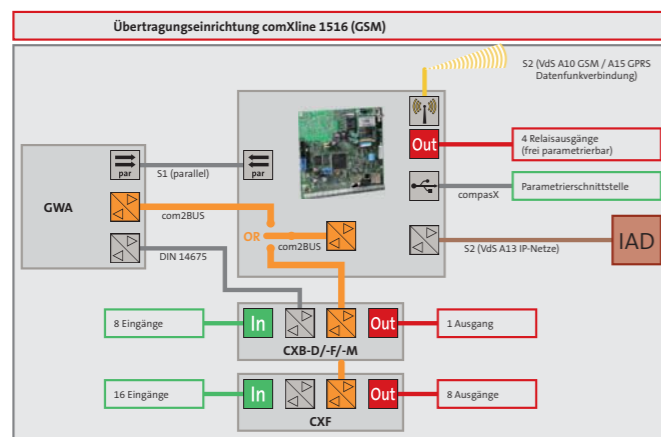 Übertragungseinrichtung comXline 1516 (GSM)
S2 (VdS A10 GSM / A15 GPRS
Datenfunkverbindung)
Out
4 Relaisausgänge
(frei parametrierbar)
par
S1 (parallel)
par
GWA
compasX
Parametrierschnittstelle
com2BUS
OR
com2BUS
DIN 14675
S2 (VdS A13 IP-Netze)
IAD
8 Eingänge
In
Out
1 Ausgang
CXB-D/-F/-M
16 Eingänge
In
Out
8 Ausgänge
CXF